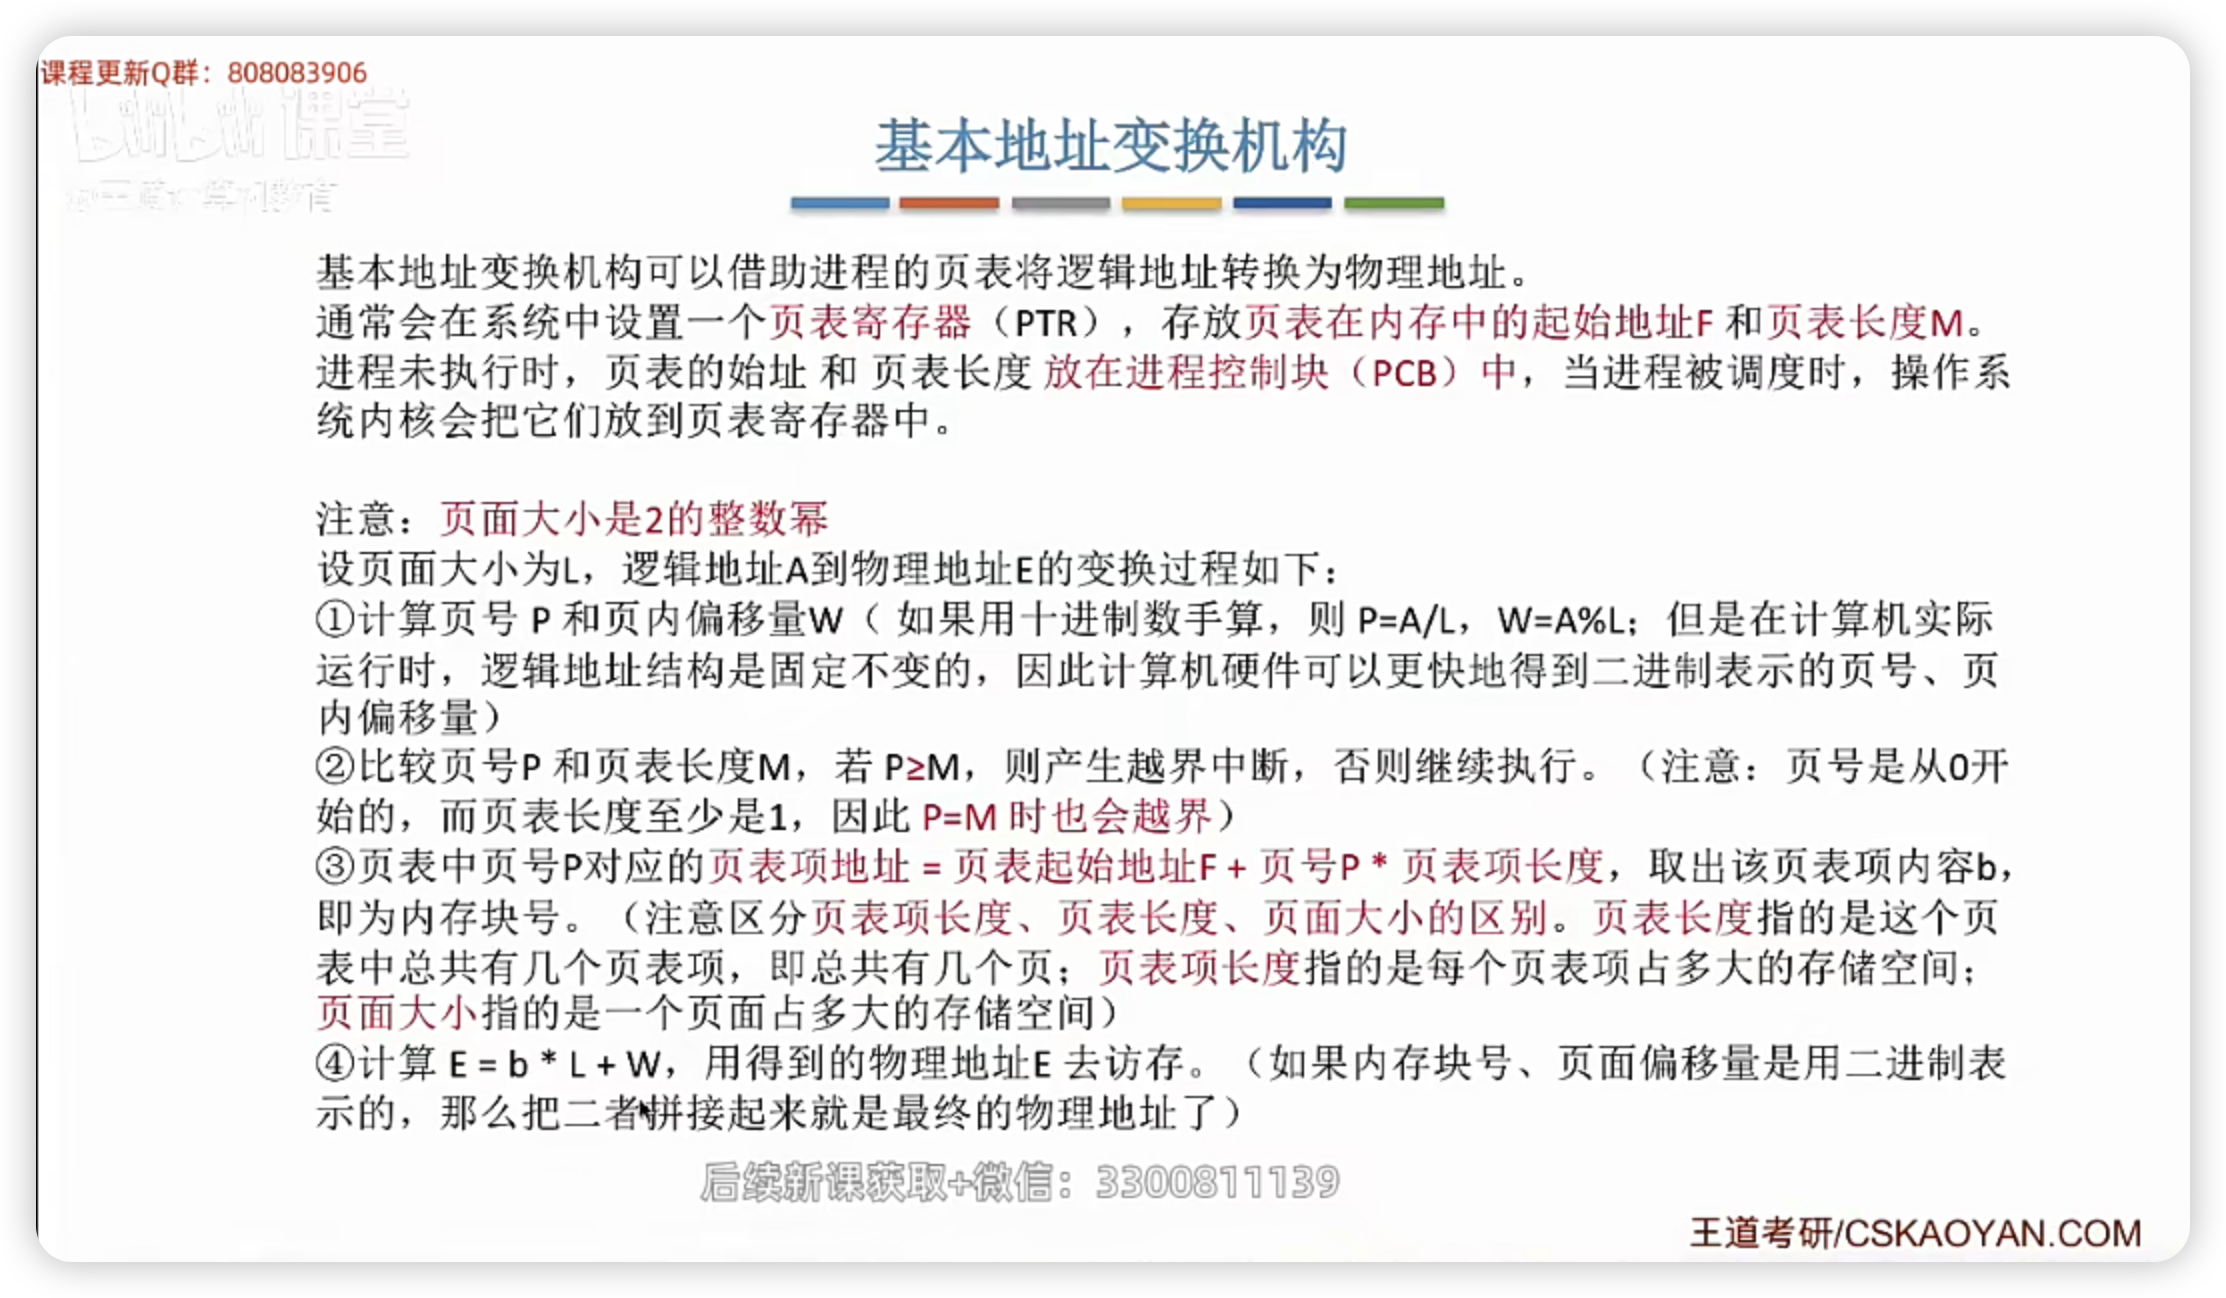 课程更新Q群：808083906
bilibili课堂
@王道计算机教育
基本地址变换机构
基本地址变换机构可以借助进程的页表将逻辑地址转换为物理地址。
通常会在系统中设置一个页表寄存器（PTR），存放页表在内存中的起始地址F 和页表长度M。
进程未执行时，页表的始址 和 页表长度 放在进程控制块（PCB）中，当进程被调度时，操作系
统内核会把它们放到页表寄存器中。
注意：页面大小是2的整数幂
设页面大小为L，逻辑地址A到物理地址E的变换过程如下：
①计算页号 P 和页内偏移量W（ 如果用十进制数手算，则 P=A/L，W=A%L；但是在计算机实际
运行时，逻辑地址结构是固定不变的，因此计算机硬件可以更快地得到二进制表示的页号、页
内偏移量）
②比较页号P 和页表长度M，若 P≥M，则产生越界中断，否则继续执行。（注意：页号是从0开
始的，而页表长度至少是1，因此 P=M 时也会越界）
③页表中页号P对应的页表项地址 = 页表起始地址F + 页号P * 页表项长度，取出该页表项内容b，
即为内存块号。（注意区分页表项长度、页表长度、页面大小的区别。页表长度指的是这个页
表中总共有几个页表项，即总共有几个页；页表项长度指的是每个页表项占多大的存储空间；
页面大小指的是一个页面占多大的存储空间）
④计算 E = b * L + W，用得到的物理地址E 去访存。（如果内存块号、页面偏移量是用二进制表
示的，那么把二者拼接起来就是最终的物理地址了）
后续新课获取+微信：3300811139
王道考研/CSKAOYAN.COM